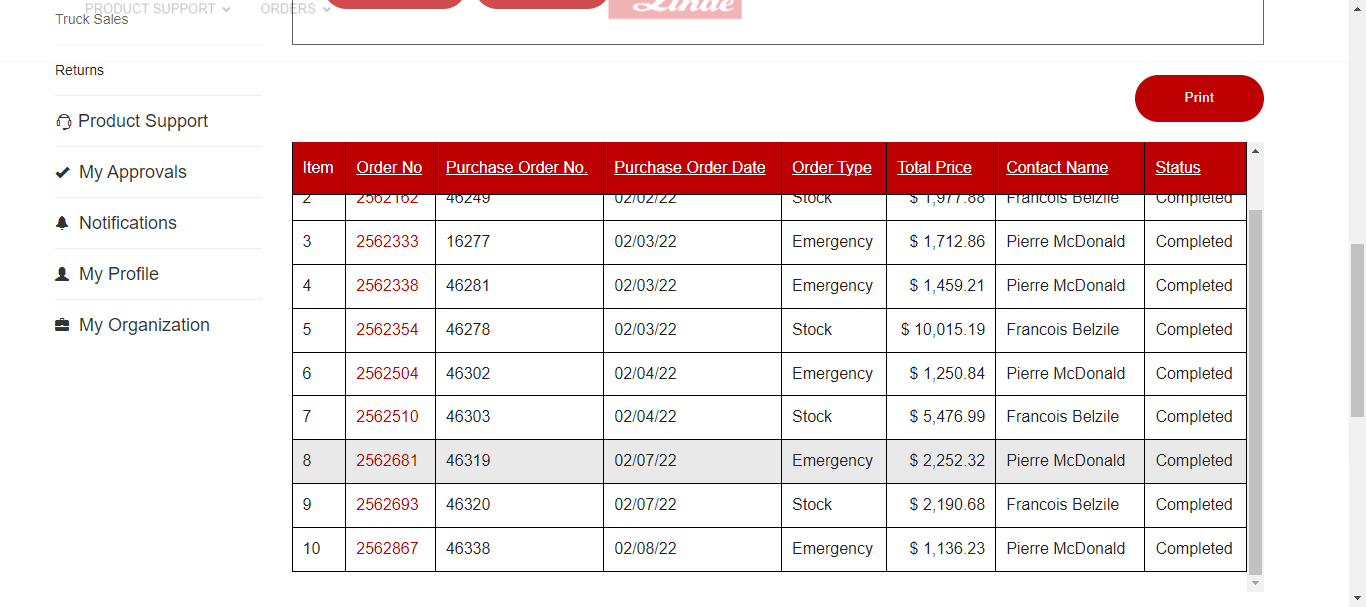 PRODUCT SUPPORT ORDERS
Linde
Truck Sales
Returns
Product Support
My Approvals
Notifications
My Profile
My Organization
Print
Item Order No Purchase Order No. Purchase Order Date Order Type Total Price Contact Name Status
2 2562162 46249 02/02/22 Stock $ 1,977.88 Francois Belzile Completed
3 2562333 16277 02/03/22 Emergency $ 1,712.86 Pierre McDonald Completed
4 2562338 46281 02/03/22 Emergency $ 1,459.21 Pierre McDonald Completed
5 2562354 46278 02/03/22 Stock $ 10,015.19 Francois Belzile Completed
6 2562504 46302 02/04/22 Emergency $ 1,250.84 Pierre McDonald Completed
7 2562510 46303 02/04/22 Stock $ 5,476.99 Francois Belzile Completed
8 2562681 46319 02/07/22 Emergency $ 2,252.32 Pierre McDonald Completed
9 2562693 46320 02/07/22 Stock $ 2,190.68 Francois Belzile Completed
10 2562867 46338 02/08/22 Emergency $ 1,136.23 Pierre McDonald Completed